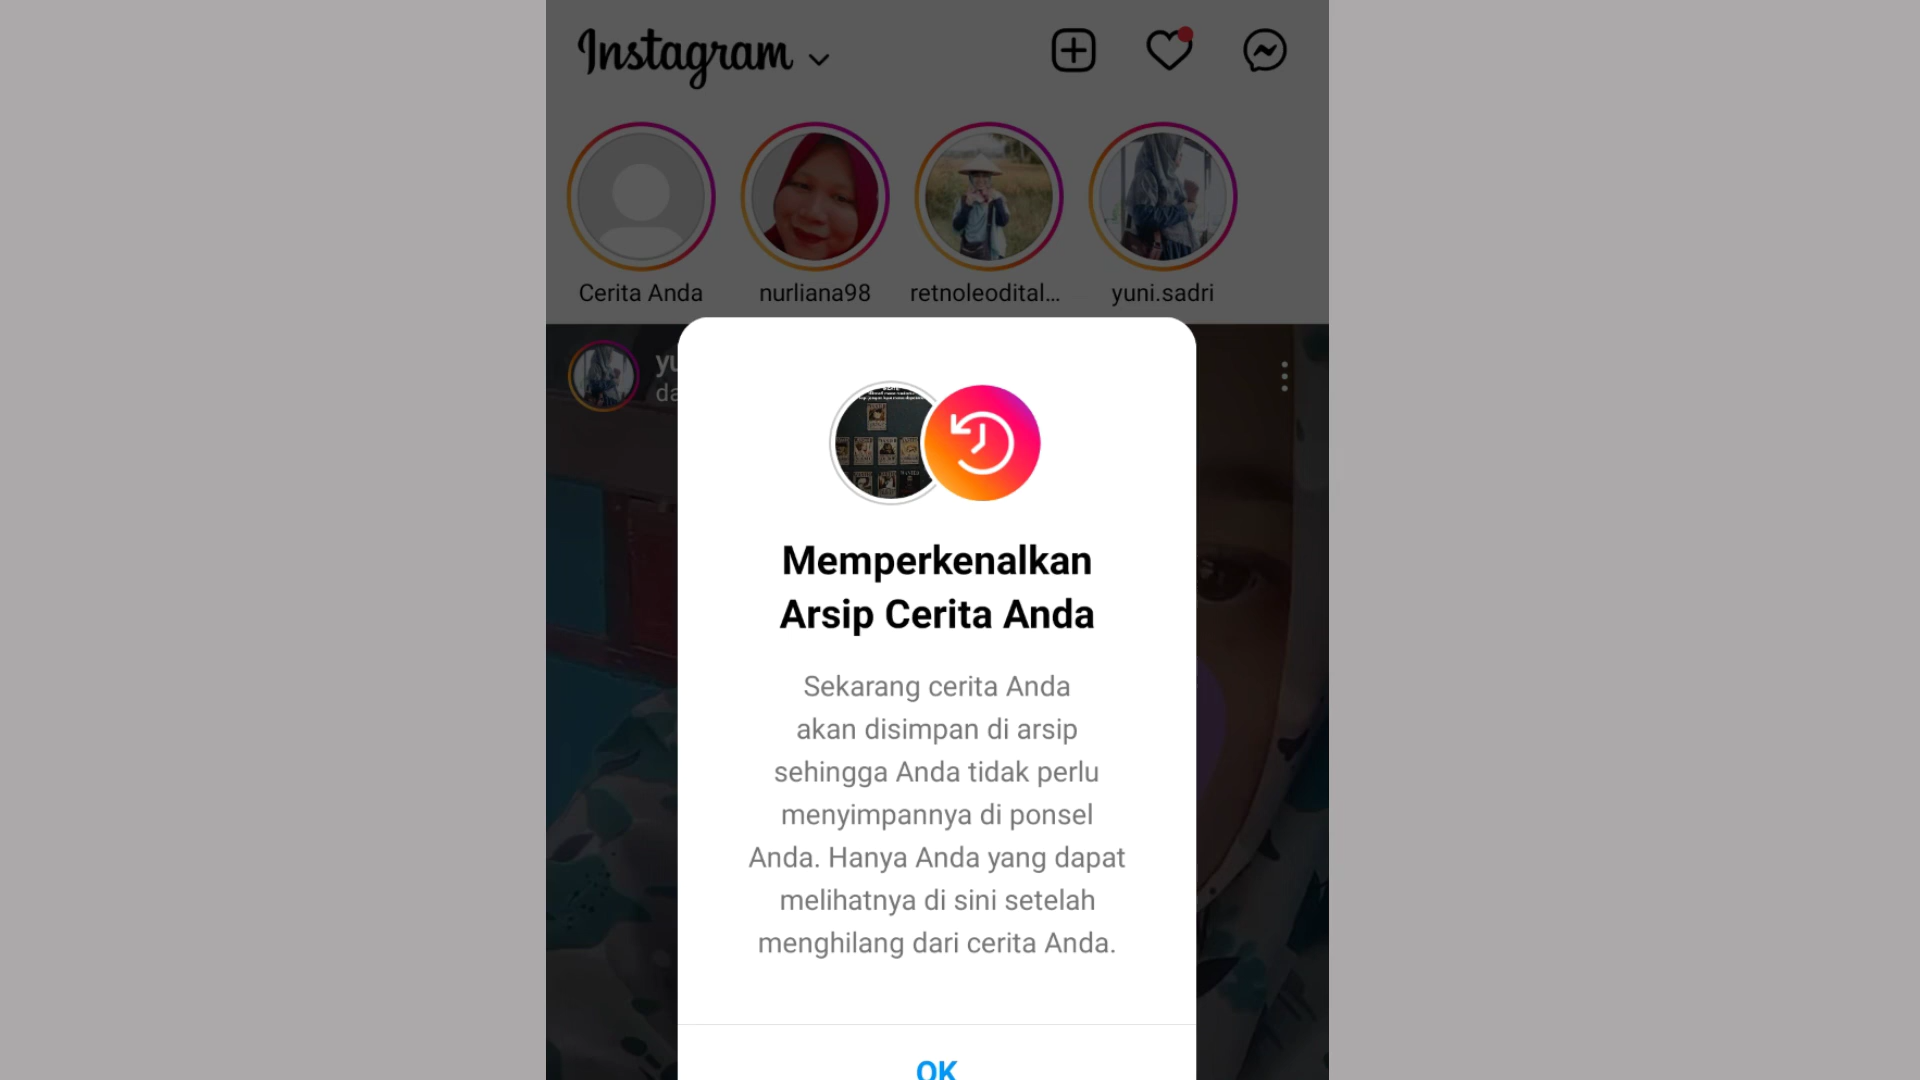 Instagram
Cerita Anda
nurliana98
retnoleodital...
yuni.sadri
yu
da
Memperkenalkan
Arsip Cerita Anda
Sekarang cerita Anda
akan disimpan di arsip
sehingga Anda tidak perlu
menyimpannya di ponsel
Anda. Hanya Anda yang dapat
melihatnya di sini setelah
menghilang dari cerita Anda.
OK